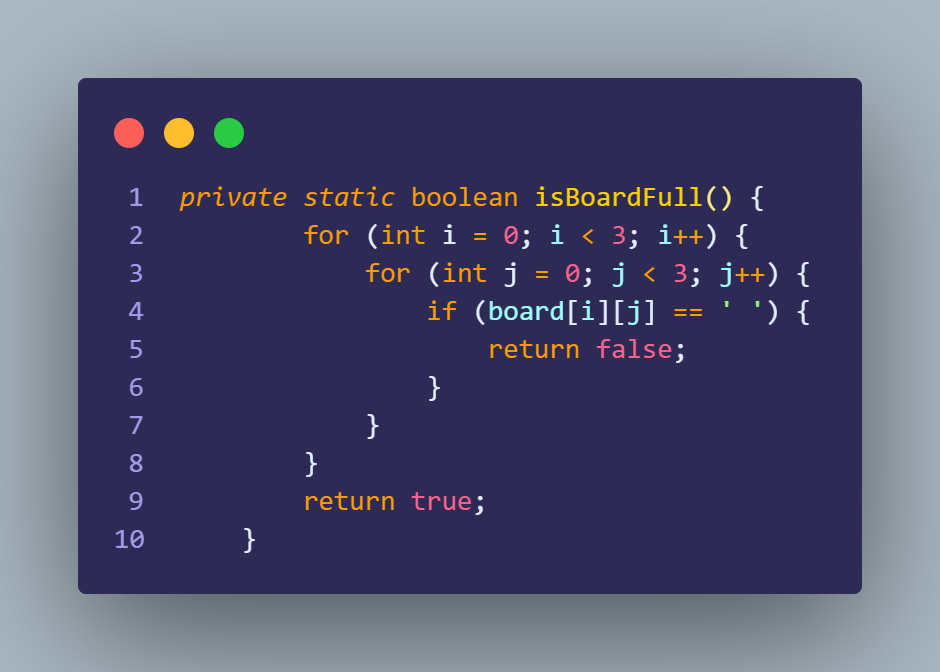 1 private static boolean isBoardFull() {
2         for (int i = 0; i < 3; i++) {
3             for (int j = 0; j < 3; j++) {
4                 if (board[i][j] == ' ') {
5                     return false;
6                 }
7             }
8         }
9         return true;
10     }